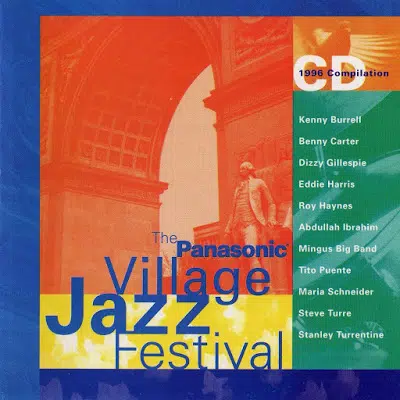 CD
1996 Compilation
Kenny Burrell
Benny Carter
Dizzy Gillespie
Eddie Harris
Roy Haynes
Abdullah Ibrahim
Mingus Big Band
Tito Puente
Maria Schneider
Steve Turre
Stanley Turrentine
The Panasonic®
Village
Jazz
Festival